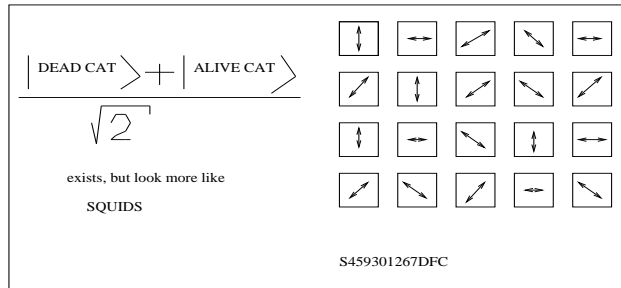 | DEAD CAT 〉 + | ALIVE CAT 〉
√2
exists, but look more like
SQUIDS
S459301267DFC